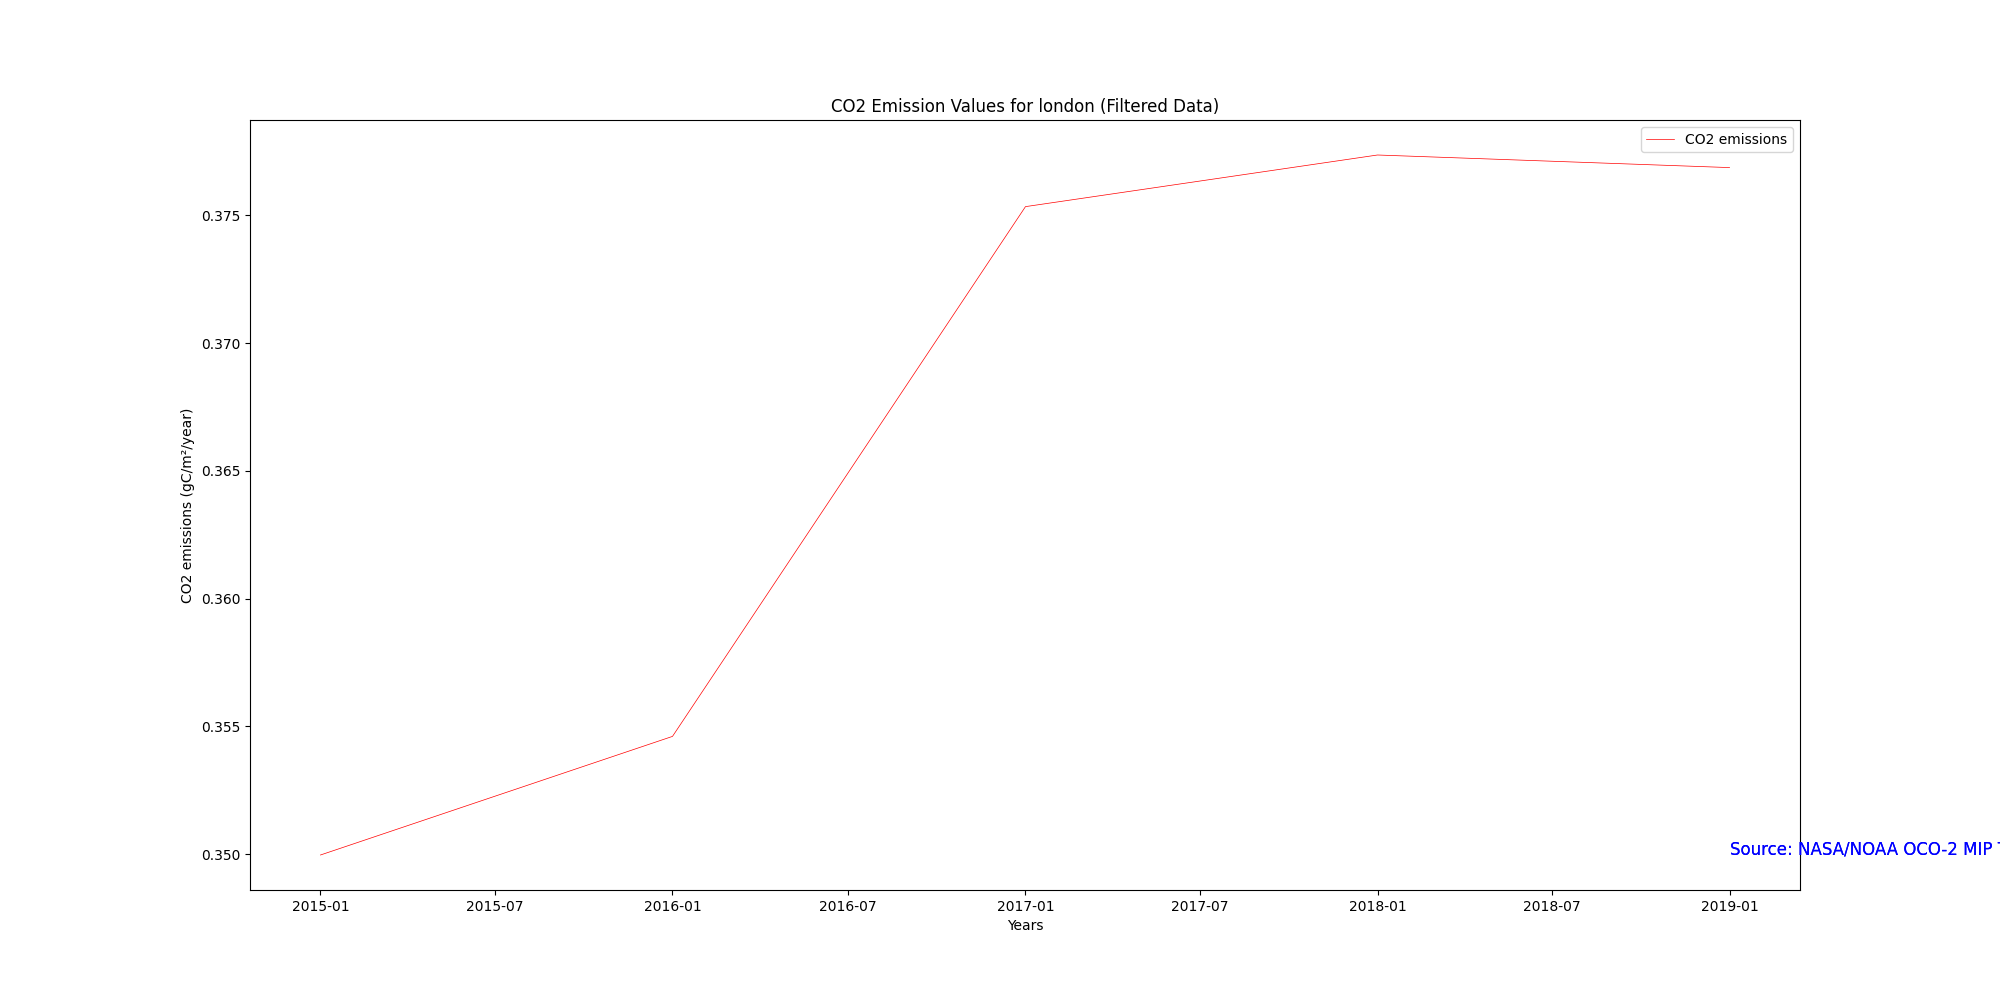 CO2 Emission Values for london (Filtered Data)
CO2 emissions
0.375
0.370
0.365
0.360
0.355
0.350
CO2 emissions (gC/m²/year)
Source: NASA/NOAA OCO-2 MIP
2015-01 2015-07 2016-01 2016-07 2017-01 2017-07 2018-01 2018-07 2019-01
Years